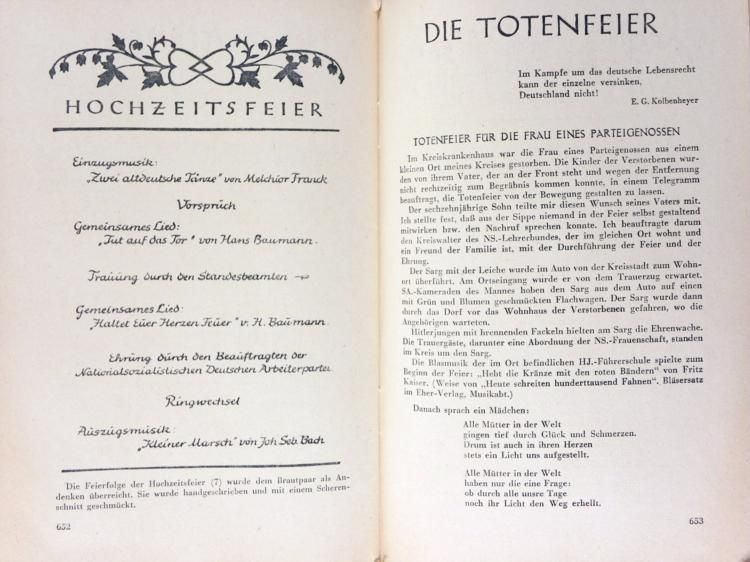 HOCHZEITSFEIER
Einzugsmusik:
„Zwei altdeutsche Tänze" von Melchior Franck
Vorspruch
Gemeinsames Lied:
„Tut auf das Tor" von Hans Baumann.
Trauung durch den Standesbeamten
Gemeinsames Lied:
„Haltet Euer Herzen Feuer" v. H. Baumann
Ehrung durch den Beauftragten der
Nationalsozialistischen Deutschen Arbeiterpartei
Ringwechsel
Auszugsmusik:
„Kleiner Marsch" von Joh. Seb. Bach
Die Feierfolge der Hochzeitsfeier (7) wurde dem Brautpaar als An-
denken überreicht. Sie wurde handgeschrieben und mit einem Scheren-
schnitt geschmückt.
652
DIE TOTENFEIER
Im Kampfe um das deutsche Lebensrecht
kann der einzelne versinken,
Deutschland nicht!
E. G. Kolbenheyer
TOTENFEIER FÜR DIE FRAU EINES PARTEIGENOSSEN
Im Kreiskrankenhaus war die Frau eines Parteigenossen aus einem
kleinen Ort meines Kreises gestorben. Die Kinder der Verstorbenen wur-
den von ihrem Vater, der an der Front steht und wegen der Entfernung
nicht rechtzeitig zum Begräbnis kommen konnte, in einem Telegramm
beauftragt, die Totenfeier von der Bewegung gestalten zu lassen.
Der sechzehnjährige Sohn teilte mir diesen Wunsch seines Vaters mit.
Ich stellte fest, daß aus der Sippe niemand in der Feier selbst gestaltend
mitwirken bzw. den Nachruf sprechen konnte. Ich beauftragte darum
den Kreiswalter des NS.-Lehrerbundes, der im gleichen Ort wohnt und
ein Freund der Familie ist, mit der Durchführung der Feier und der
Ehrung.
Der Sarg mit der Leiche wurde im Auto von der Kreisstadt zum Wohn-
ort überführt. Am Ortseingang wurde er von dem Trauerzug erwartet.
SA.-Kameraden des Mannes hoben den Sarg aus dem Auto auf einen
mit Grün und Blumen geschmückten Flachwagen. Der Sarg wurde dann
durch das Dorf vor das Wohnhaus der Verstorbenen gefahren, wo die
Angehörigen warteten.
Hitlerjungen mit brennenden Fackeln hielten am Sarg die Ehrenwache.
Die Trauergäste, darunter eine Abordnung der NS.-Frauenschaft, standen
im Kreis um den Sarg.
Die Blasmusik der im Ort befindlichen HJ.-Führerschule spielte zum
Beginn der Feier: „Hebt die Kränze mit den roten Bändern" von Fritz
Kaiser. (Weise von „Heute schreiten hunderttausend Fahnen". Bläsersatz
im Eher-Verlag, Musikabt.)
Danach sprach ein Mädchen:
Alle Mütter in der Welt
gingen tief durch Glück und Schmerzen.
Drum ist auch in ihren Herzen
stets ein Licht uns aufgestellt.
Alle Mütter in der Welt
haben nur die eine Frage:
ob durch alle unsre Tage
noch ihr Licht den Weg erhellt.
653